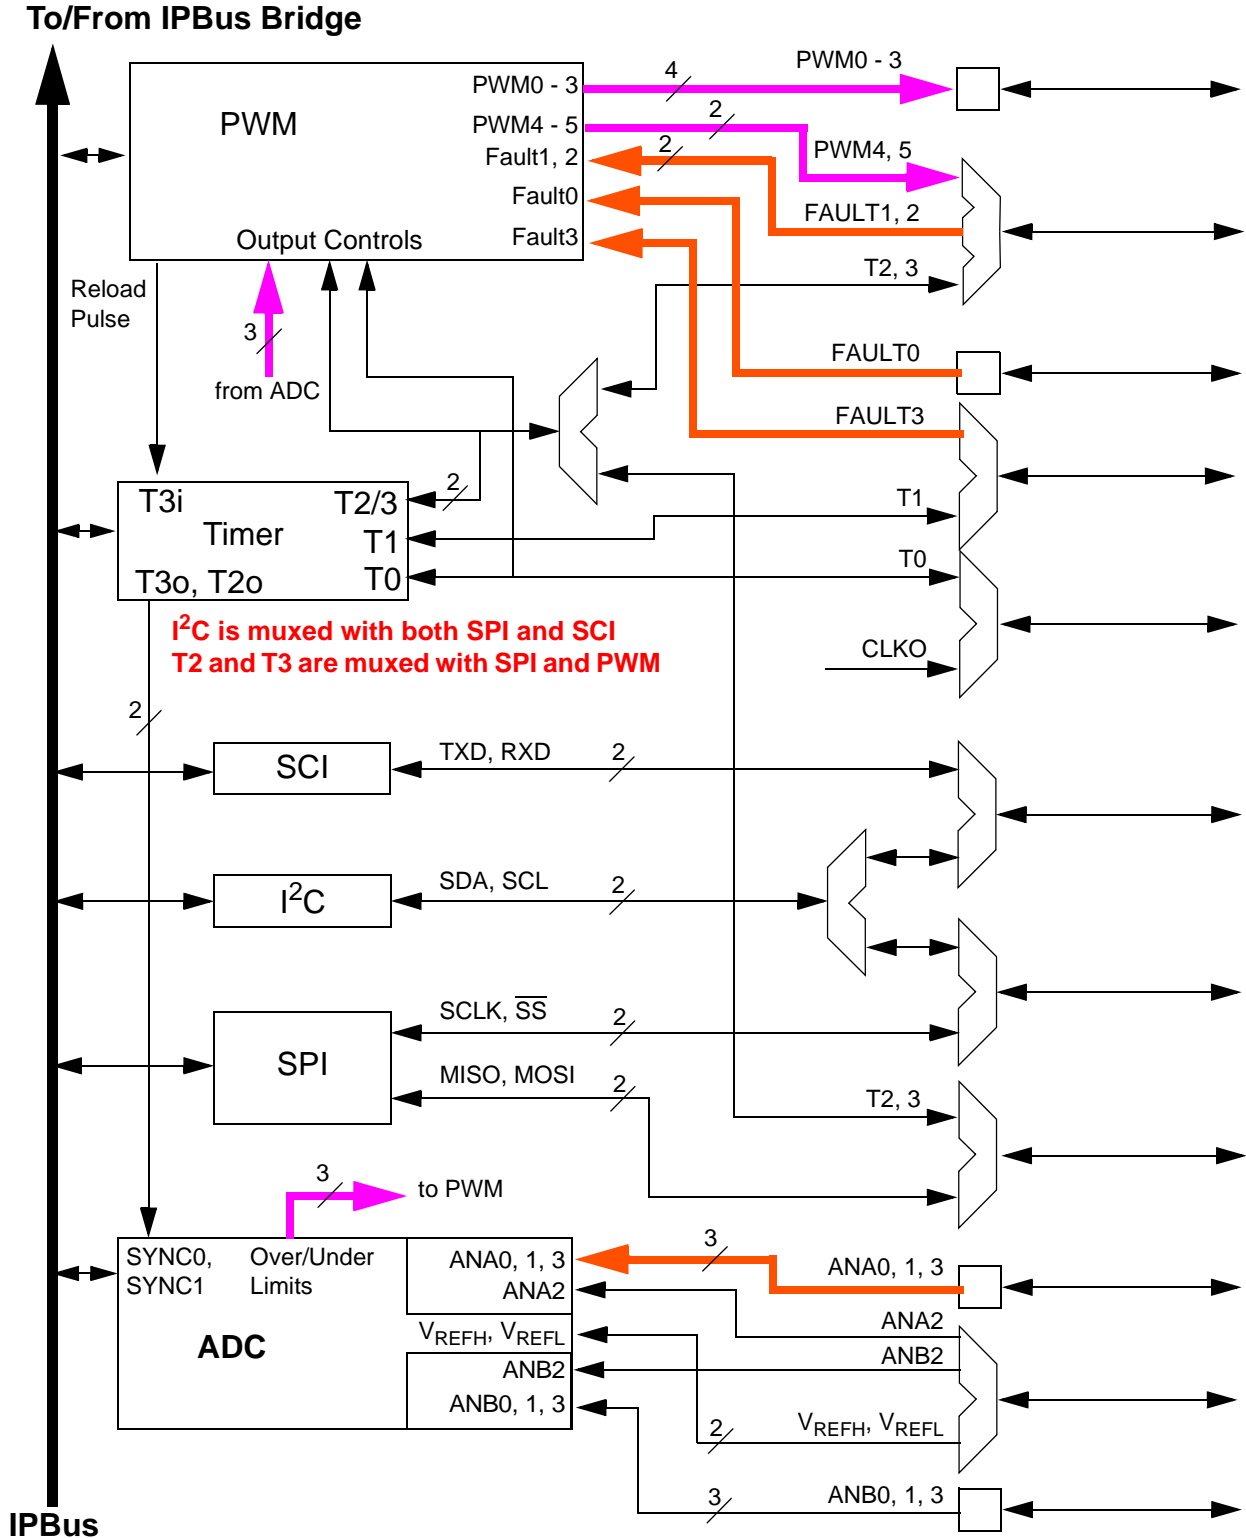 To/From IPBus Bridge
PWM
PWM0 - 3
PWM4 - 5
Fault1, 2
Fault0
Fault3
Output Controls
4
PWM0 - 3
2
PWM4, 5
2
FAULT1, 2
T2, 3
Reload
Pulse
3
from ADC
FAULT0
FAULT3
T3i
T2/3
Timer
T1
T3o, T2o
T0
2
T1
T0
CLKO
I²C is muxed with both SPI and SCI
T2 and T3 are muxed with SPI and PWM
2
SCI
TXD, RXD
2
I²C
SDA, SCL
2
SPI
SCLK, S̅S̅
2
MISO, MOSI
2
T2, 3
3
to PWM
SYNC0,
SYNC1
Over/Under
Limits
ADC
ANA0, 1, 3
ANA2
VREFH, VREFL
ANB2
ANB0, 1, 3
3
ANA0, 1, 3
ANA2
ANB2
2
VREFH, VREFL
3
ANB0, 1, 3
IPBus